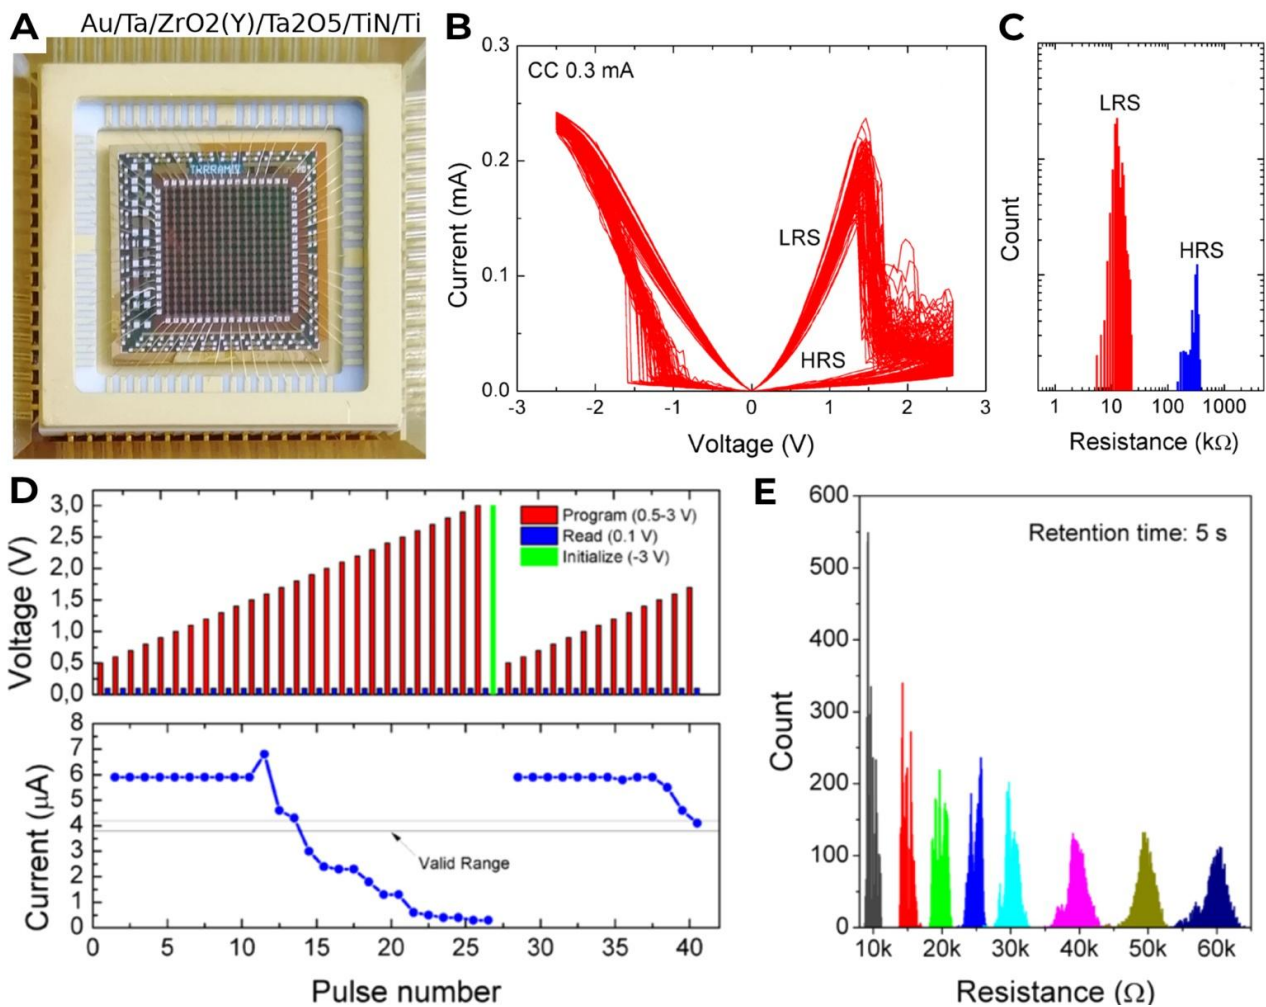 A
Au/Ta/ZrO2(Y)/Ta2O5/TiN/Ti
B
CC 0.3 mA
LRS
HRS
Current (mA)
0.3
0.2
0.1
0.0
-3
-2
-1
0
1
2
3
Voltage (V)
C
LRS
HRS
Count
1
10
100
1000
Resistance (kΩ)
D
Voltage (V)
3,0
2,5
2,0
1,5
1,0
0,5
0,0
Program (0.5-3 V)
Read (0.1 V)
Initialize (-3 V)
Current (μA)
8
7
6
5
4
3
2
1
0
Valid Range
0
5
10
15
20
25
30
35
40
Pulse number
E
Retention time: 5 s
Count
600
500
400
300
200
100
0
10k
20k
30k
40k
50k
60k
Resistance (Ω)